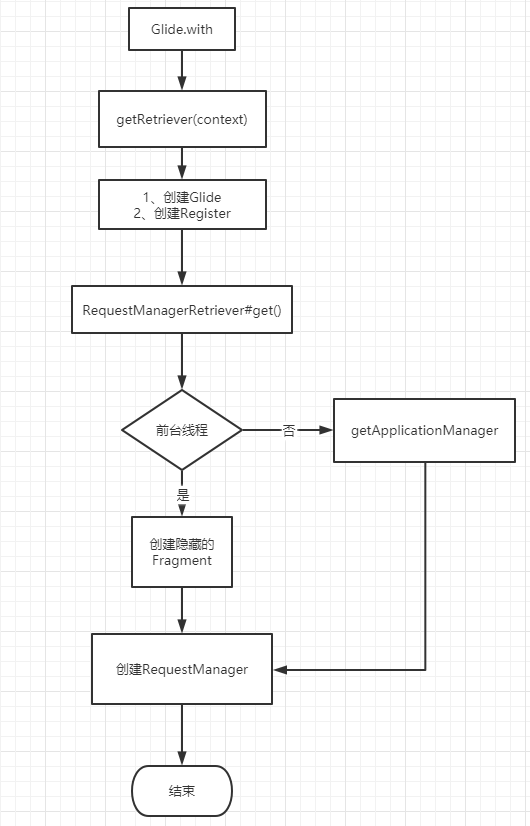 Glide.with
getRetriever(context)
1、创建Glide
2、创建Register
RequestManagerRetriever#get()
前台线程
否
getApplicationManager
是
创建隐藏的
Fragment
创建RequestManager
结束